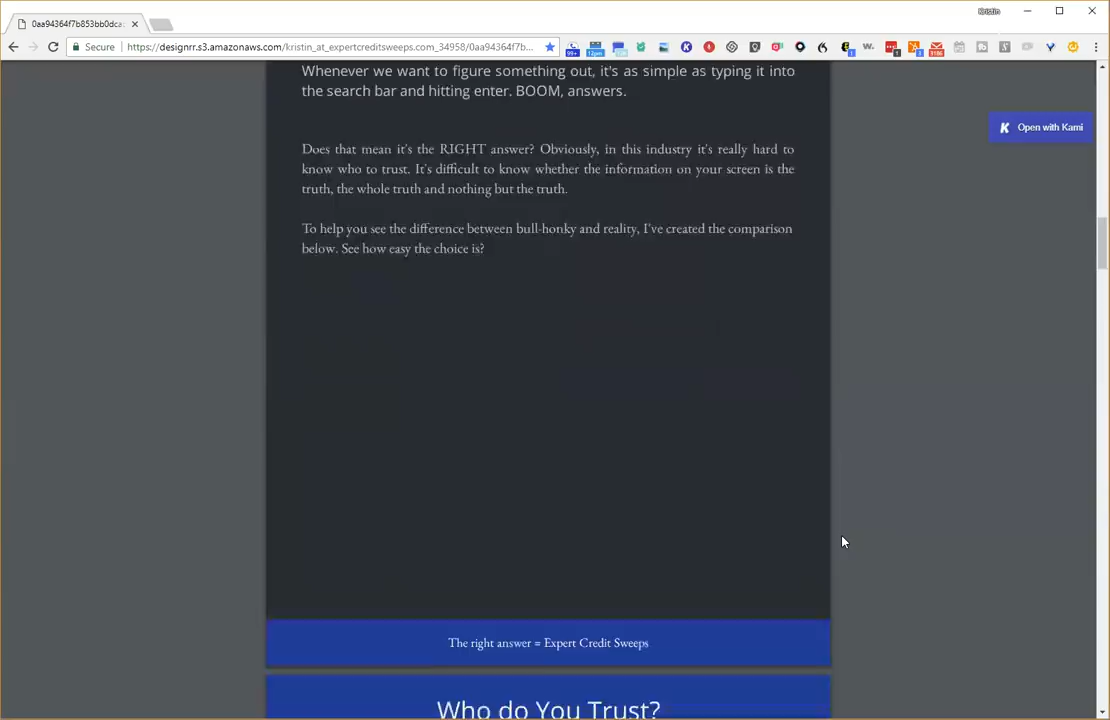 Kristin
0aa94364f7b853bb0dca
Secure | https://designrr.s3.amazonaws.com/kristin_at_expertcreditsweeps.com_34958/0aa94364f7b...
Whenever we want to figure something out, it's as simple as typing it into
the search bar and hitting enter. BOOM, answers.
Open with Kami
Does that mean it's the RIGHT answer? Obviously, in this industry it's really hard to
know who to trust. It's difficult to know whether the information on your screen is the
truth, the whole truth and nothing but the truth.
To help you see the difference between bull-honky and reality, I've created the comparison
below. See how easy the choice is?
The right answer = Expert Credit Sweeps
Who do You Trust?